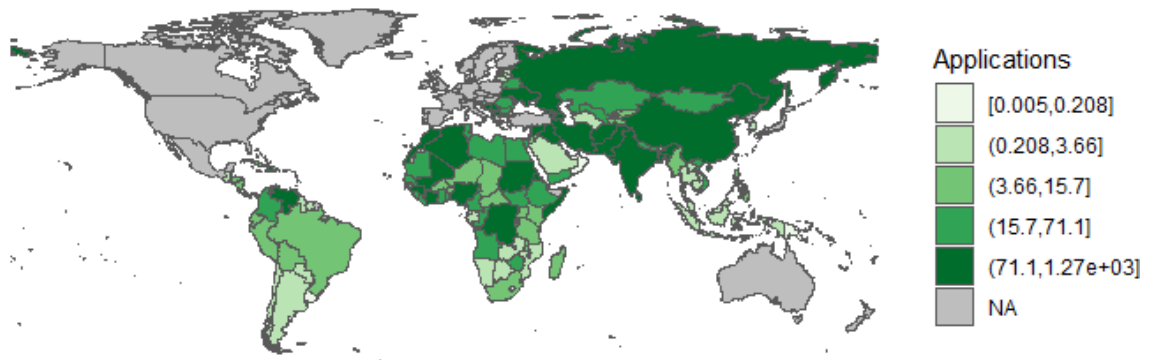 Applications
[0.005,0.208]
(0.208,3.66]
(3.66,15.7]
(15.7,71.1]
(71.1,1.27e+03]
NA